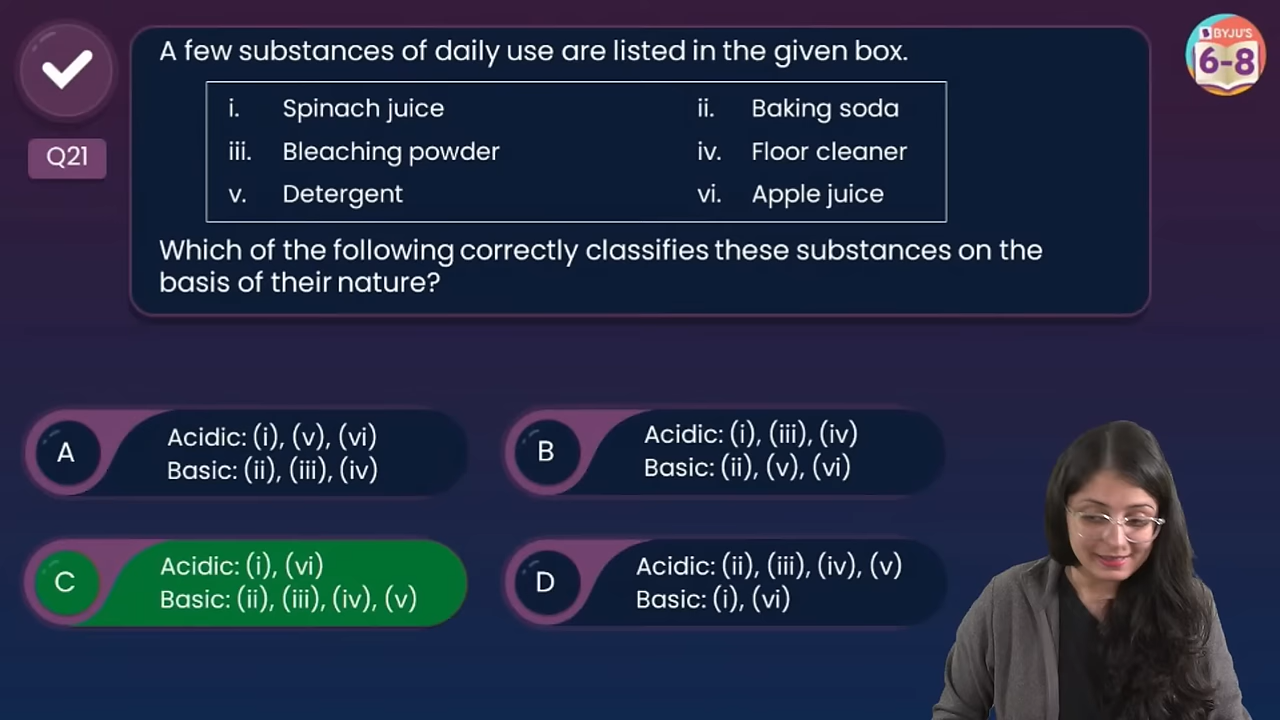 A few substances of daily use are listed in the given box.
BYJU'S
6-8
Q21
i. Spinach juice ii. Baking soda
iii. Bleaching powder iv. Floor cleaner
v. Detergent vi. Apple juice
Which of the following correctly classifies these substances on the
basis of their nature?
A
Acidic: (i), (v), (vi)
Basic: (ii), (iii), (iv)
B
Acidic: (i), (iii), (iv)
Basic: (ii), (v), (vi)
C
Acidic: (i), (vi)
Basic: (ii), (iii), (iv), (v)
D
Acidic: (ii), (iii), (iv), (v)
Basic: (i), (vi)